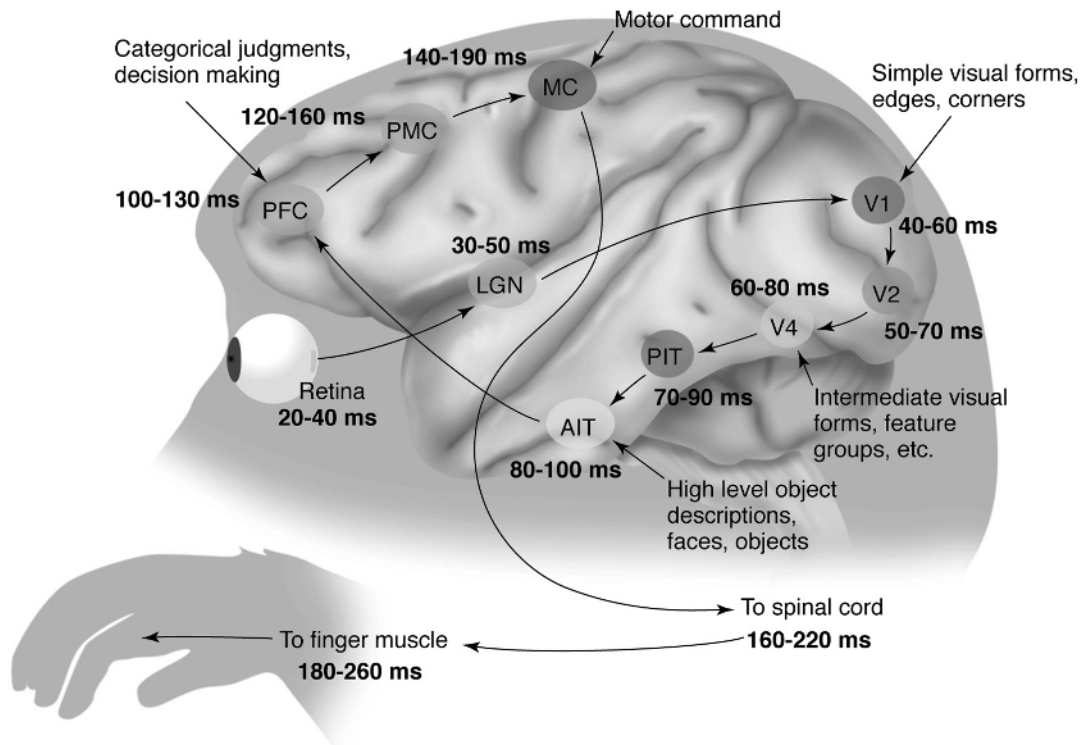 Motor command
Categorical judgments,
decision making
140-190 ms
MC
Simple visual forms,
edges, corners
120-160 ms
PMC
100-130 ms
PFC
V1
40-60 ms
30-50 ms
LGN
60-80 ms
V2
V4
50-70 ms
PIT
70-90 ms
Retina
20-40 ms
Intermediate visual
forms, feature
groups, etc.
AIT
80-100 ms
High level object
descriptions,
faces, objects
To spinal cord
160-220 ms
To finger muscle
180-260 ms